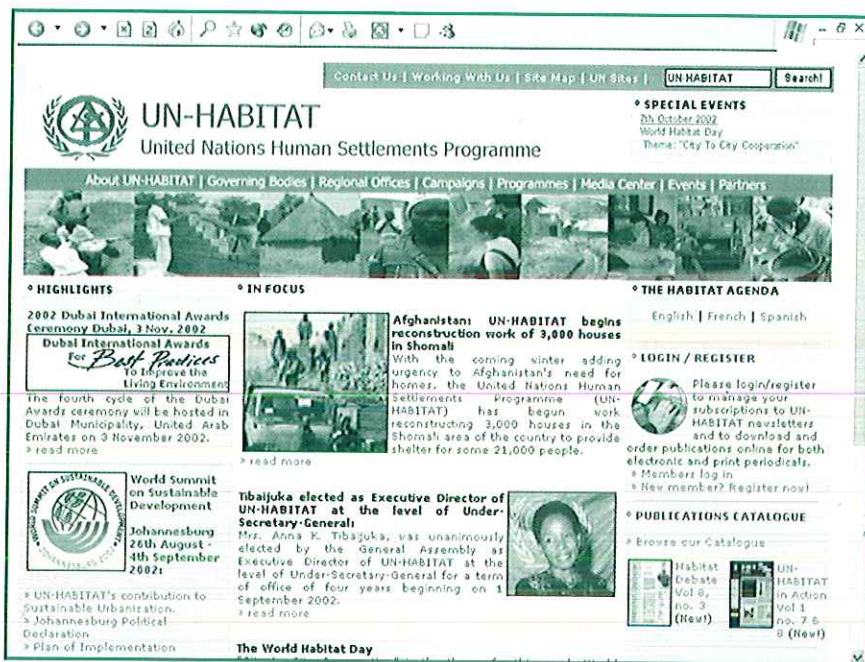 Contact Us | Working With Us | Site Map | UN Sites | UN-HABITAT Search!
UN-HABITAT
United Nations Human Settlements Programme
° SPECIAL EVENTS
7th October 2002
World Habitat Day
Theme: "City To City Cooperation"
About UN-HABITAT | Governing Bodies | Regional Offices | Campaigns | Programmes | Media Center | Events | Partners
° HIGHLIGHTS
2002 Dubai International Awards
Ceremony Dubai, 3 Nov. 2002
Dubai International Awards
For Best Practices
To Improve the
Living Environment
The fourth cycle of the Dubai
Awards ceremony will be hosted in
Dubai Municipality, United Arab
Emirates on 3 November 2002.
» read more
WORLD SUMMIT ON SUSTAINABLE DEVELOPMENT
JOHANNESBURG 2002
World Summit
on Sustainable
Development
Johannesburg
26th August -
4th September
2002:
» UN-HABITAT's contribution to
Sustainable Urbanisation.
» Johannesburg Political
Declaration
» Plan of Implementation
° IN FOCUS
Afghanistan: UN-HABITAT begins
reconstruction work of 3,000 houses
in Shomali
With the coming winter adding
urgency to Afghanistan's need for
homes, the United Nations Human
Settlements Programme (UN-
HABITAT) has begun work
reconstructing 3,000 houses in the
Shomali area of the country to provide
shelter for some 21,000 people.
» read more
Tibaijuka elected as Executive Director of
UN-HABITAT at the level of Under-
Secretary-General:
Mrs. Anna K. Tibaijuka, was unanimously
elected by the General Assembly as
Executive Director of UN-HABITAT at the
level of Under-Secretary-General for a term
of office of four years beginning on 1
September 2002.
» read more
The World Habitat Day
° THE HABITAT AGENDA
English | French | Spanish
° LOGIN / REGISTER
Please login/register
to manage your
subscriptions to UN-
HABITAT newsletters
and to download and
order publications online for both
electronic and print periodicals.
» Members log in
» New member? Register now!
° PUBLICATIONS CATALOGUE
» Browse our Catalogue
Habitat
Debate
Vol 8,
no. 3
(New!)
UN-
HABITAT
in Action
Vol 1
no. 7 &
8 (New!)